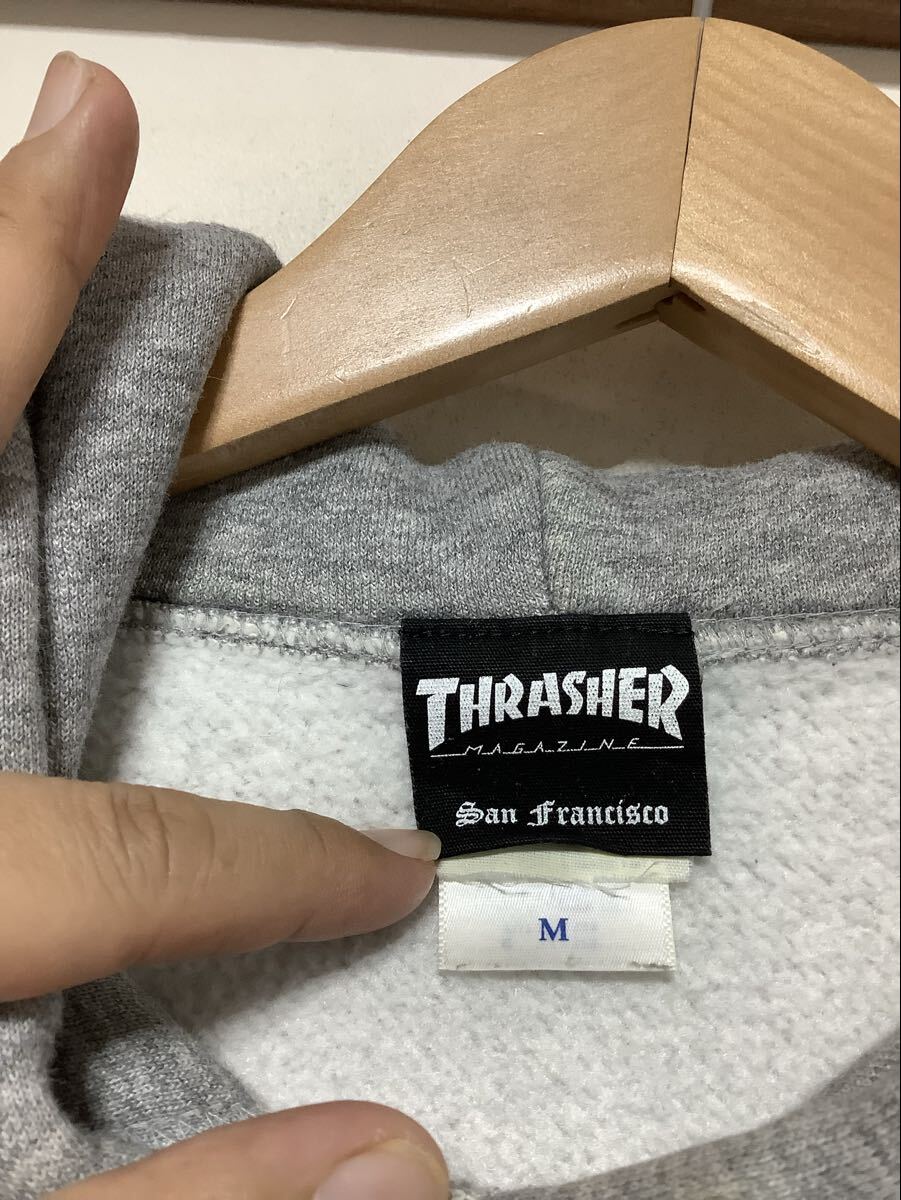 THRASHER
MAGAZINE
San Francisco
M